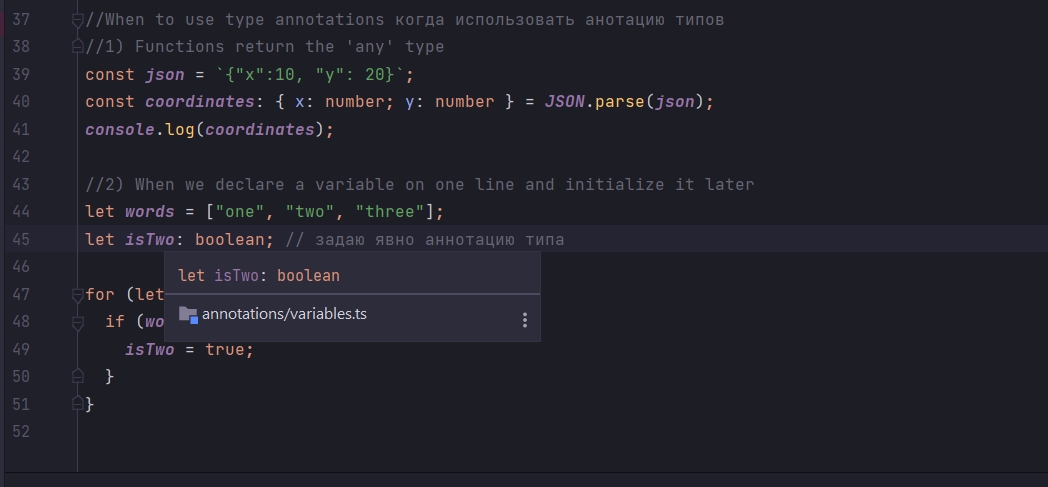 37 //When to use type annotations когда использовать анотацию типов
38 //1) Functions return the 'any' type
39 const json = `{"x":10, "y": 20}`;
40 const coordinates: { x: number; y: number } = JSON.parse(json);
41 console.log(coordinates);
42
43 //2) When we declare a variable on one line and initialize it later
44 let words = ["one", "two", "three"];
45 let isTwo: boolean; // задаю явно аннотацию типа
46
let isTwo: boolean
47 for (let
annotations/variables.ts
48 if (wo
49 isTwo = true;
50 }
51 }
52